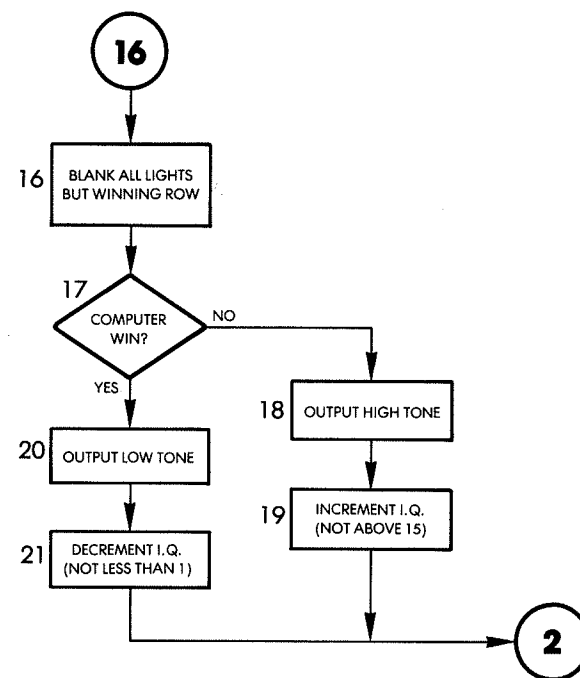 16
16
BLANK ALL LIGHTS
BUT WINNING ROW
17
COMPUTER
WIN?
NO
YES
18
OUTPUT HIGH TONE
20
OUTPUT LOW TONE
19
INCREMENT I.Q.
(NOT ABOVE 15)
21
DECREMENT I.Q.
(NOT LESS THAN 1)
2